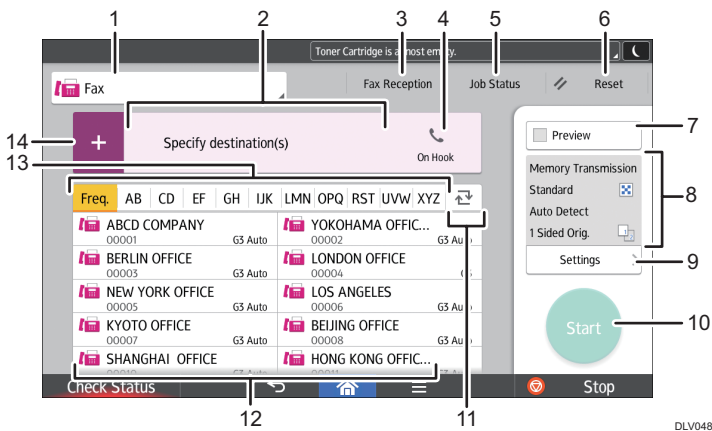 1 2 3 4 5 6
Toner Cartridge is almost empty.
Fax Fax Reception Job Status Reset
7
Preview
14 + Specify destination(s) On Hook
13
8
Memory Transmission
Standard
Auto Detect
1 Sided Orig.
Freq. AB CD EF GH IJK LMN OPQ RST UVW XYZ
ABCD COMPANY
00001 G3 Auto
YOKOHAMA OFFIC...
00002 G3 Auto
BERLIN OFFICE
00003 G3 Auto
LONDON OFFICE
00004
NEW YORK OFFICE
00005 G3 Auto
LOS ANGELES
00006 G3 Auto
KYOTO OFFICE
00007 G3 Auto
BEIJING OFFICE
00008 G3 Auto
SHANGHAI OFFICE
HONG KONG OFFIC...
Settings 9
Start 10
Check Status Stop
12 11
DLV048